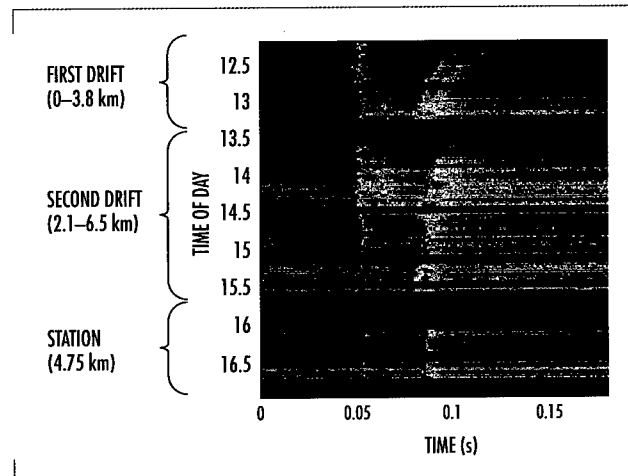 FIRST DRIFT
(0–3.8 km)
SECOND DRIFT
(2.1–6.5 km)
STATION
(4.75 km)
TIME OF DAY
12.5
13
13.5
14
14.5
15
15.5
16
16.5
0 0.05 0.1 0.15
TIME (s)